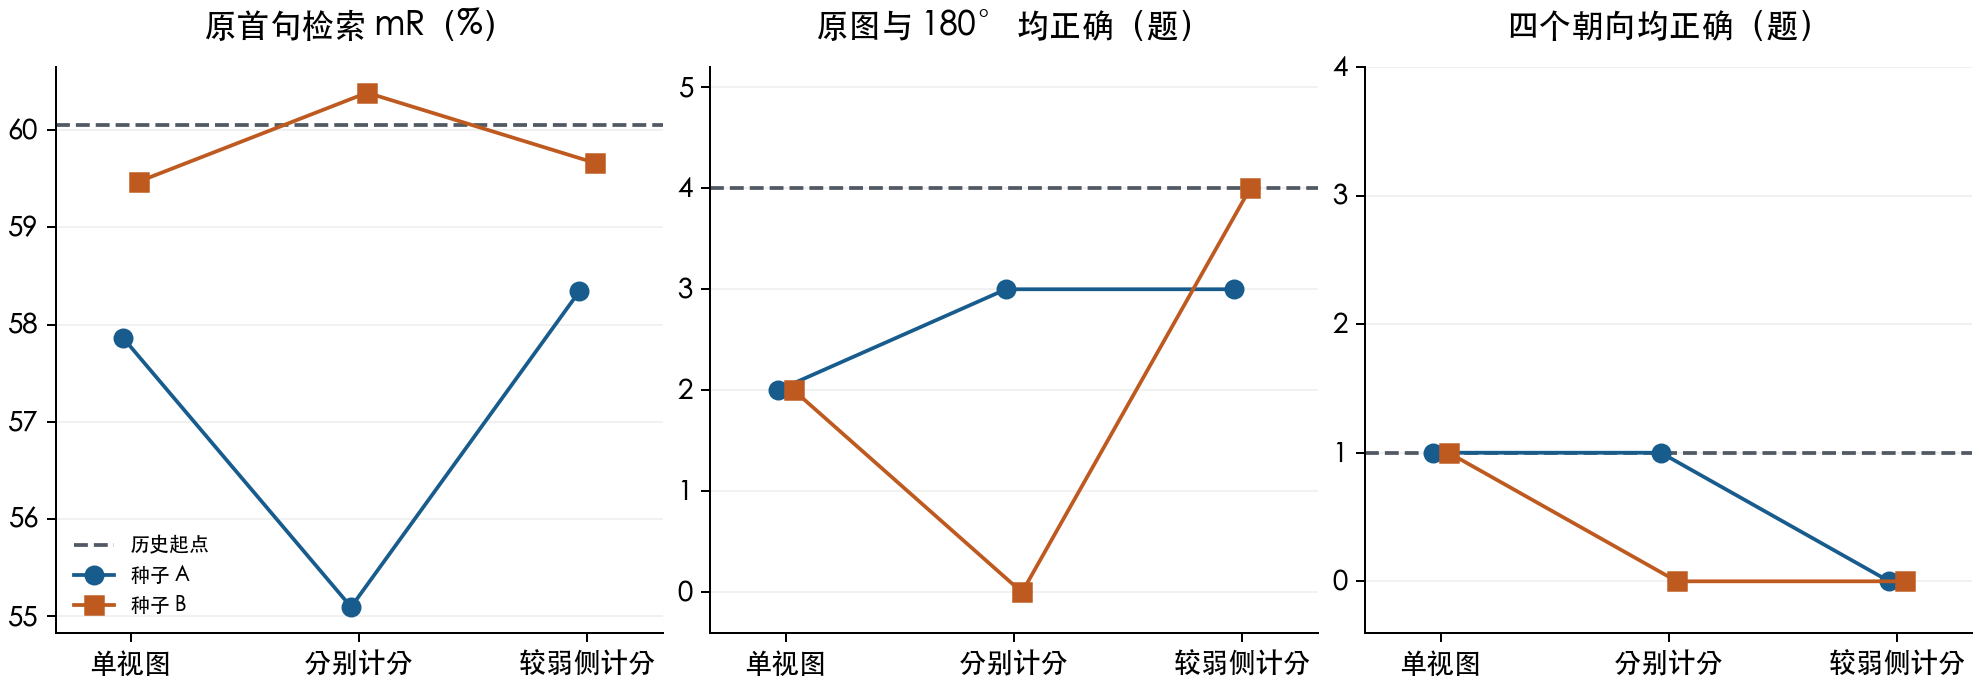 原首句检索 mR（%）
60
59
58
57
56
55
历史起点
种子 A
种子 B
单视图
分别计分
较弱侧计分
原图与 180° 均正确（题）
5
4
3
2
1
0
单视图
分别计分
较弱侧计分
四个朝向均正确（题）
4
3
2
1
0
单视图
分别计分
较弱侧计分